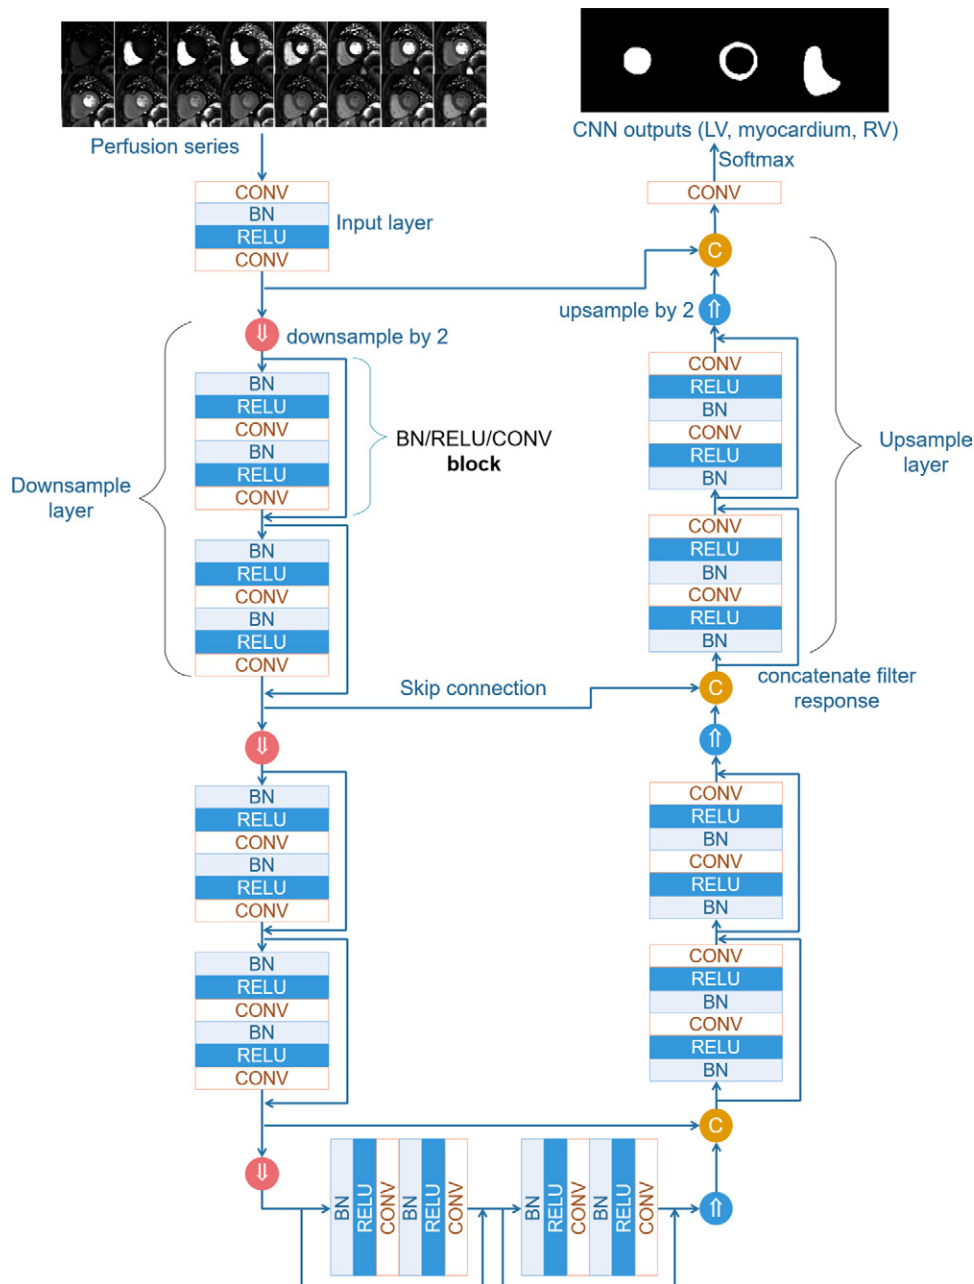 Perfusion series
CONV
BN
RELU
CONV
Input layer
downsample by 2
BN
RELU
CONV
BN
RELU
CONV
BN/RELU/CONV
block
Downsample
layer
BN
RELU
CONV
BN
RELU
CONV
Skip connection
BN
RELU
CONV
BN
RELU
CONV
BN
RELU
CONV
BN
RELU
CONV
BN
RELU
CONV
BN
RELU
CONV
BN
RELU
CONV
BN
RELU
CONV
CNN outputs (LV, myocardium, RV)
Softmax
CONV
C
upsample by 2
CONV
RELU
BN
CONV
RELU
BN
Upsample
layer
CONV
RELU
BN
CONV
RELU
BN
C
concatenate filter
response
CONV
RELU
BN
CONV
RELU
BN
CONV
RELU
BN
CONV
RELU
BN
C